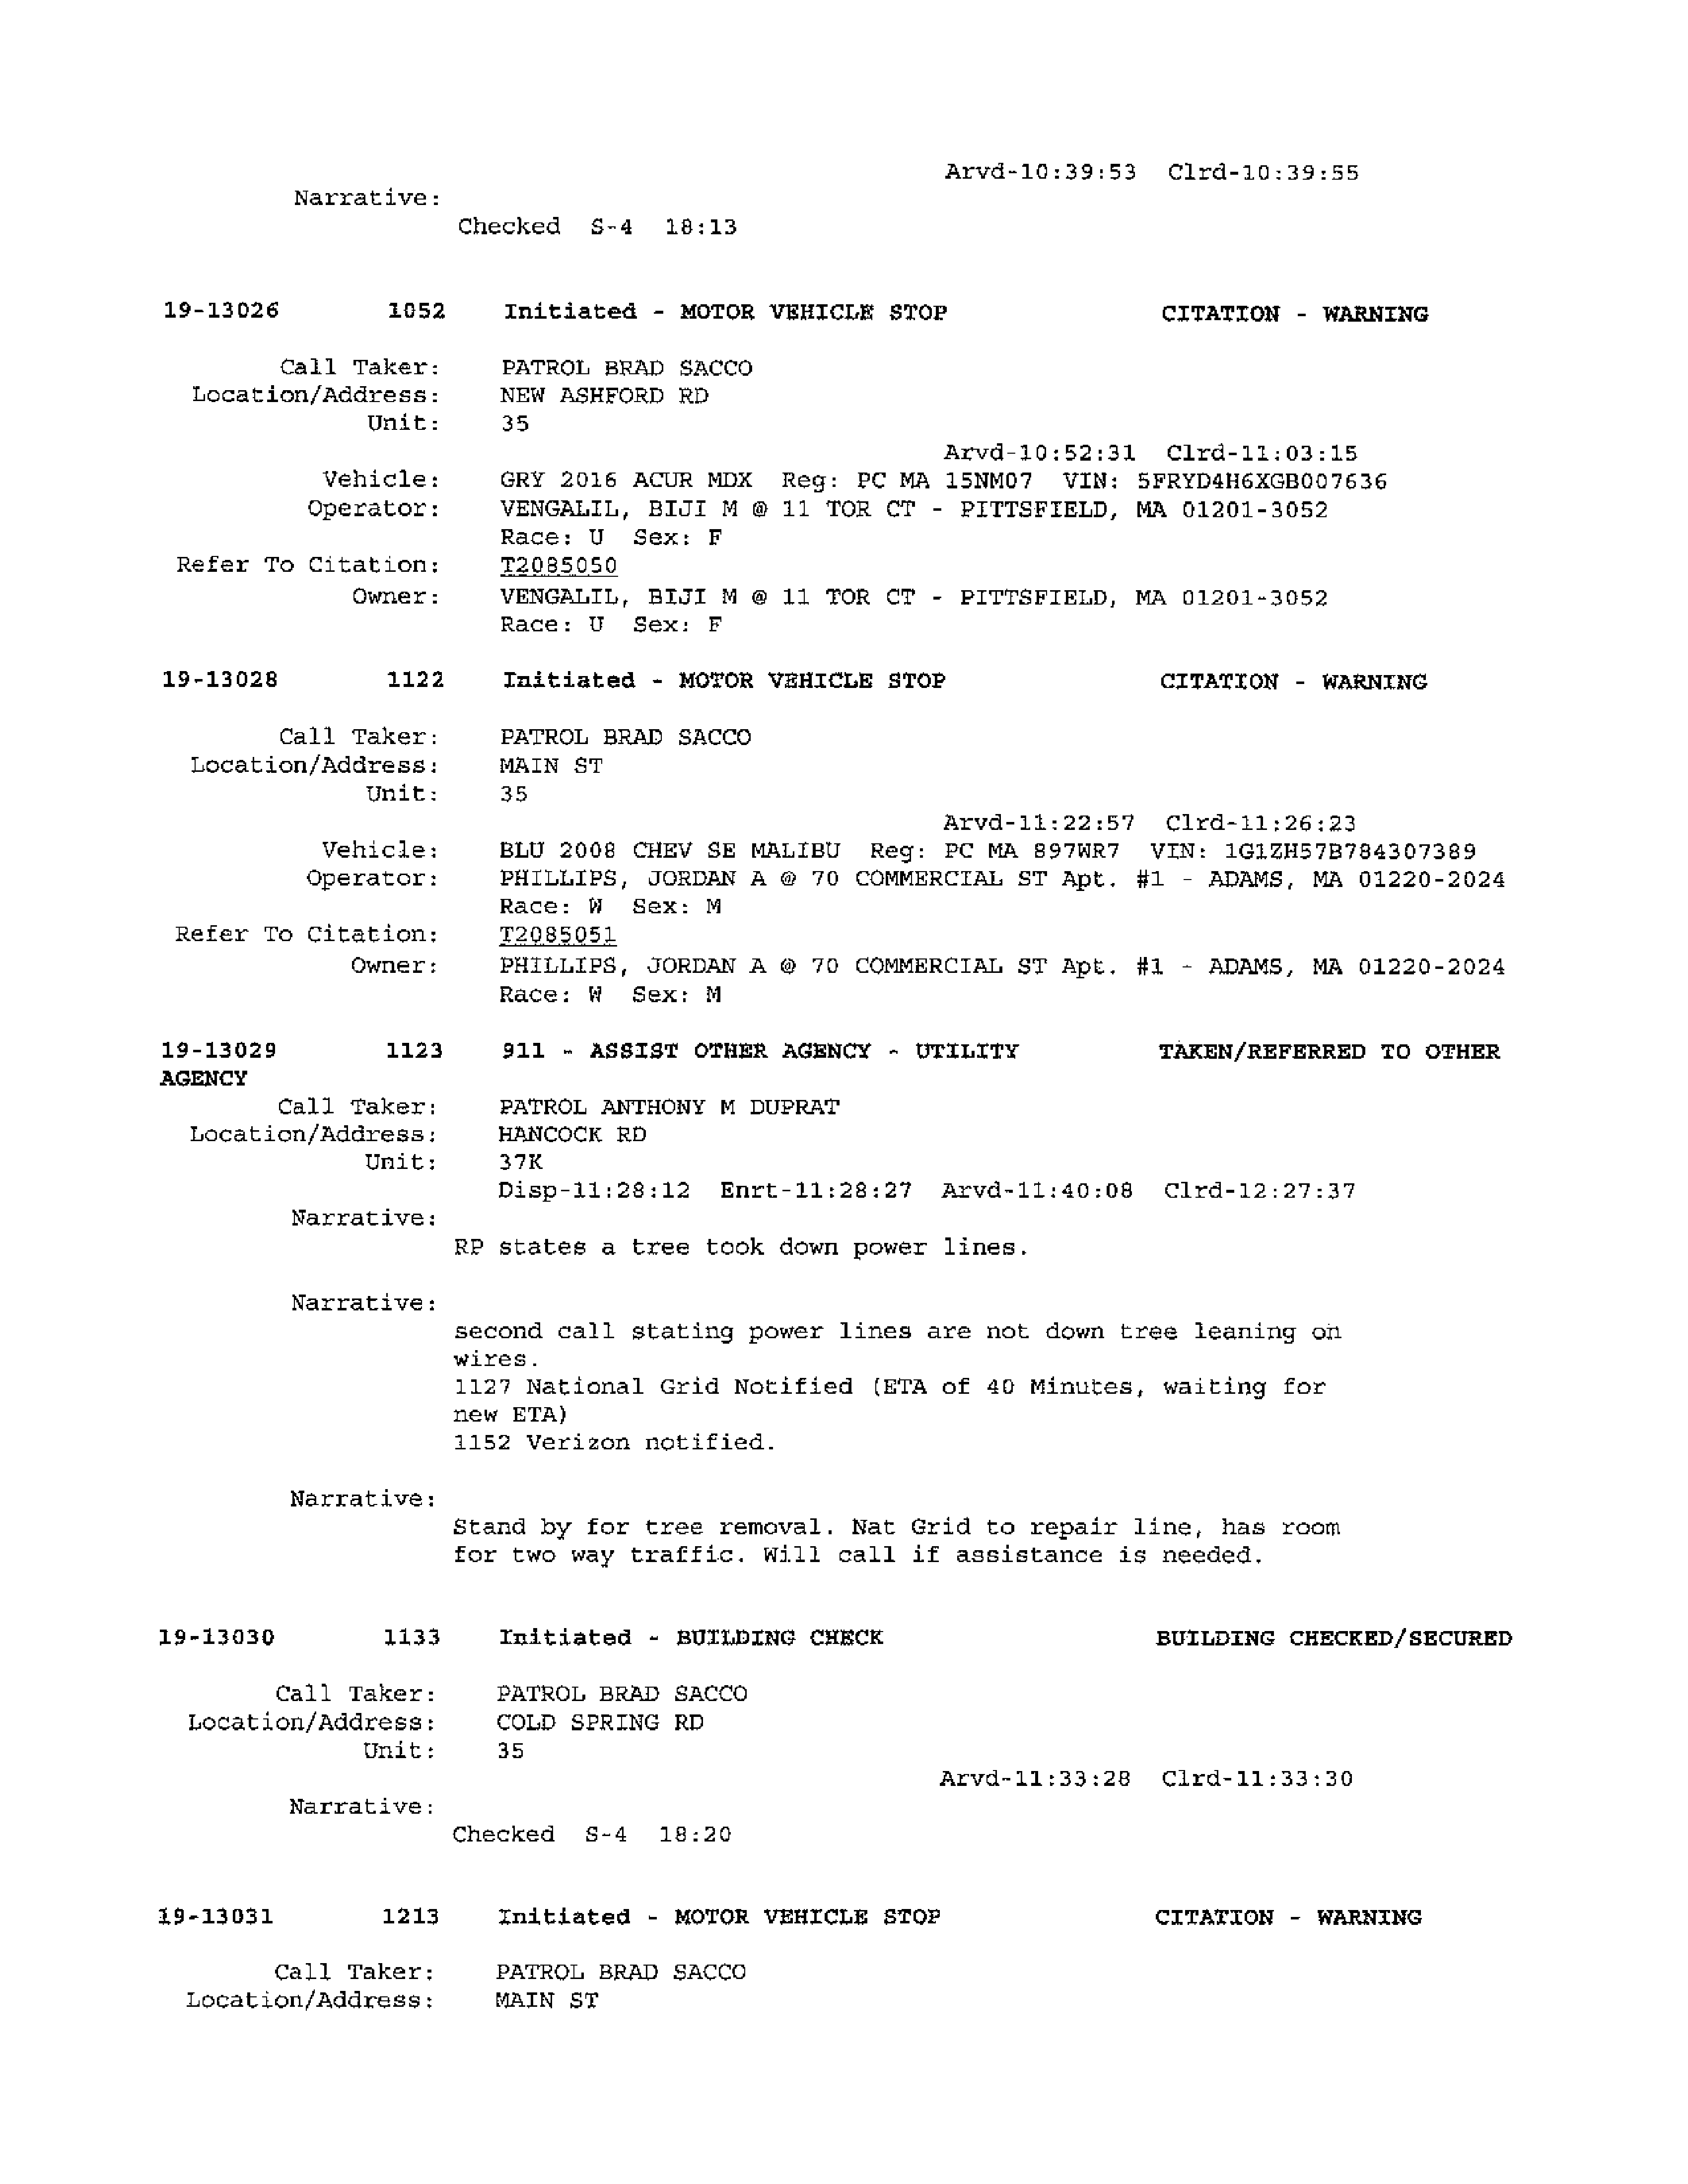 Arvd-10:39:53 Clrd-10:39:55
Narrative:
Checked S-4 18:13
19-13026 1052 Initiated - MOTOR VEHICLE STOP CITATION - WARNING
Call Taker: PATROL BRAD SACCO
Location/Address: NEW ASHFORD RD
Unit: 35
Arvd-10:52:31 Clrd-11:03:15
Vehicle: GRY 2016 ACUR MDX Reg: PC MA 15NM07 VIN: 5FRYD4H6XGB007636
Operator: VENGALIL, BIJI M @ 11 TOR CT - PITTSFIELD, MA 01201-3052
Race: U Sex: F
Refer To Citation: T2085050
Owner: VENGALIL, BIJI M @ 11 TOR CT - PITTSFIELD, MA 01201-3052
Race: U Sex: F
19-13028 1122 Initiated - MOTOR VEHICLE STOP CITATION - WARNING
Call Taker: PATROL BRAD SACCO
Location/Address: MAIN ST
Unit: 35
Arvd-11:22:57 Clrd-11:26:23
Vehicle: BLU 2008 CHEV SE MALIBU Reg: PC MA 897WR7 VIN: 1G1ZH57B784307389
Operator: PHILLIPS, JORDAN A @ 70 COMMERCIAL ST Apt. #1 - ADAMS, MA 01220-2024
Race: W Sex: M
Refer To Citation: T2085051
Owner: PHILLIPS, JORDAN A @ 70 COMMERCIAL ST Apt. #1 - ADAMS, MA 01220-2024
Race: W Sex: M
19-13029 1123 911 - ASSIST OTHER AGENCY - UTILITY TAKEN/REFERRED TO OTHER
AGENCY
Call Taker: PATROL ANTHONY M DUPRAT
Location/Address: HANCOCK RD
Unit: 37K
Disp-11:28:12 Enrt-11:28:27 Arvd-11:40:08 Clrd-12:27:37
Narrative:
RP states a tree took down power lines.
Narrative:
second call stating power lines are not down tree leaning on
wires.
1127 National Grid Notified (ETA of 40 Minutes, waiting for
new ETA)
1152 Verizon notified.
Narrative:
Stand by for tree removal. Nat Grid to repair line, has room
for two way traffic. Will call if assistance is needed.
19-13030 1133 Initiated - BUILDING CHECK BUILDING CHECKED/SECURED
Call Taker: PATROL BRAD SACCO
Location/Address: COLD SPRING RD
Unit: 35
Arvd-11:33:28 Clrd-11:33:30
Narrative:
Checked S-4 18:20
19-13031 1213 Initiated - MOTOR VEHICLE STOP CITATION - WARNING
Call Taker: PATROL BRAD SACCO
Location/Address: MAIN ST